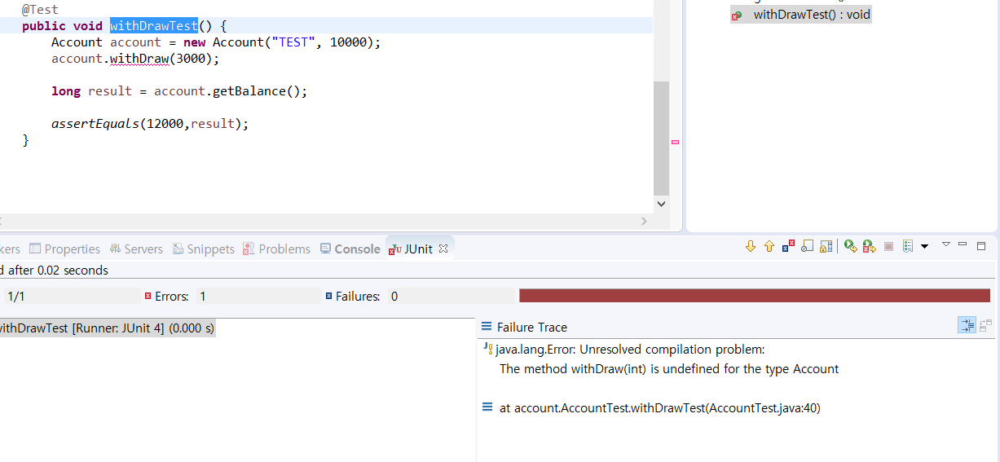 @Test
public void withDrawTest() {
Account account = new Account("TEST", 10000);
account.withDraw(3000);
long result = account.getBalance();
assertEquals(12000,result);
}
withDrawTest() : void
kers Properties Servers Snippets Problems Console JUnit
d after 0.02 seconds
1/1 Errors: 1 Failures: 0
withDrawTest [Runner: JUnit 4] (0.000 s)
Failure Trace
java.lang.Error: Unresolved compilation problem:
The method withDraw(int) is undefined for the type Account
at account.AccountTest.withDrawTest(AccountTest.java:40)